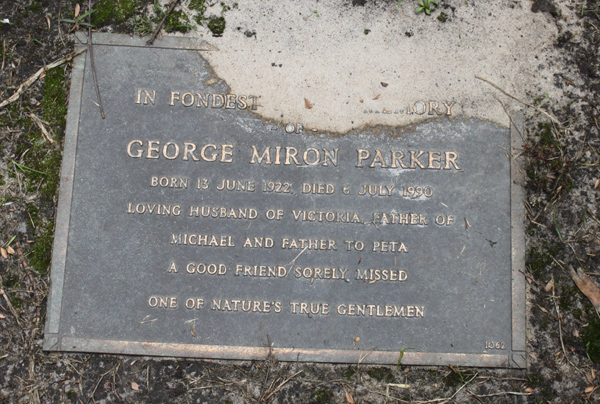 IN FONDEST MEMORY
OF
GEORGE MIRON PARKER
BORN 13 JUNE 1922 DIED 6 JULY 1990
LOVING HUSBAND OF VICTORIA, FATHER OF
MICHAEL AND FATHER TO PETA
A GOOD FRIEND SORELY MISSED
ONE OF NATURE'S TRUE GENTLEMEN